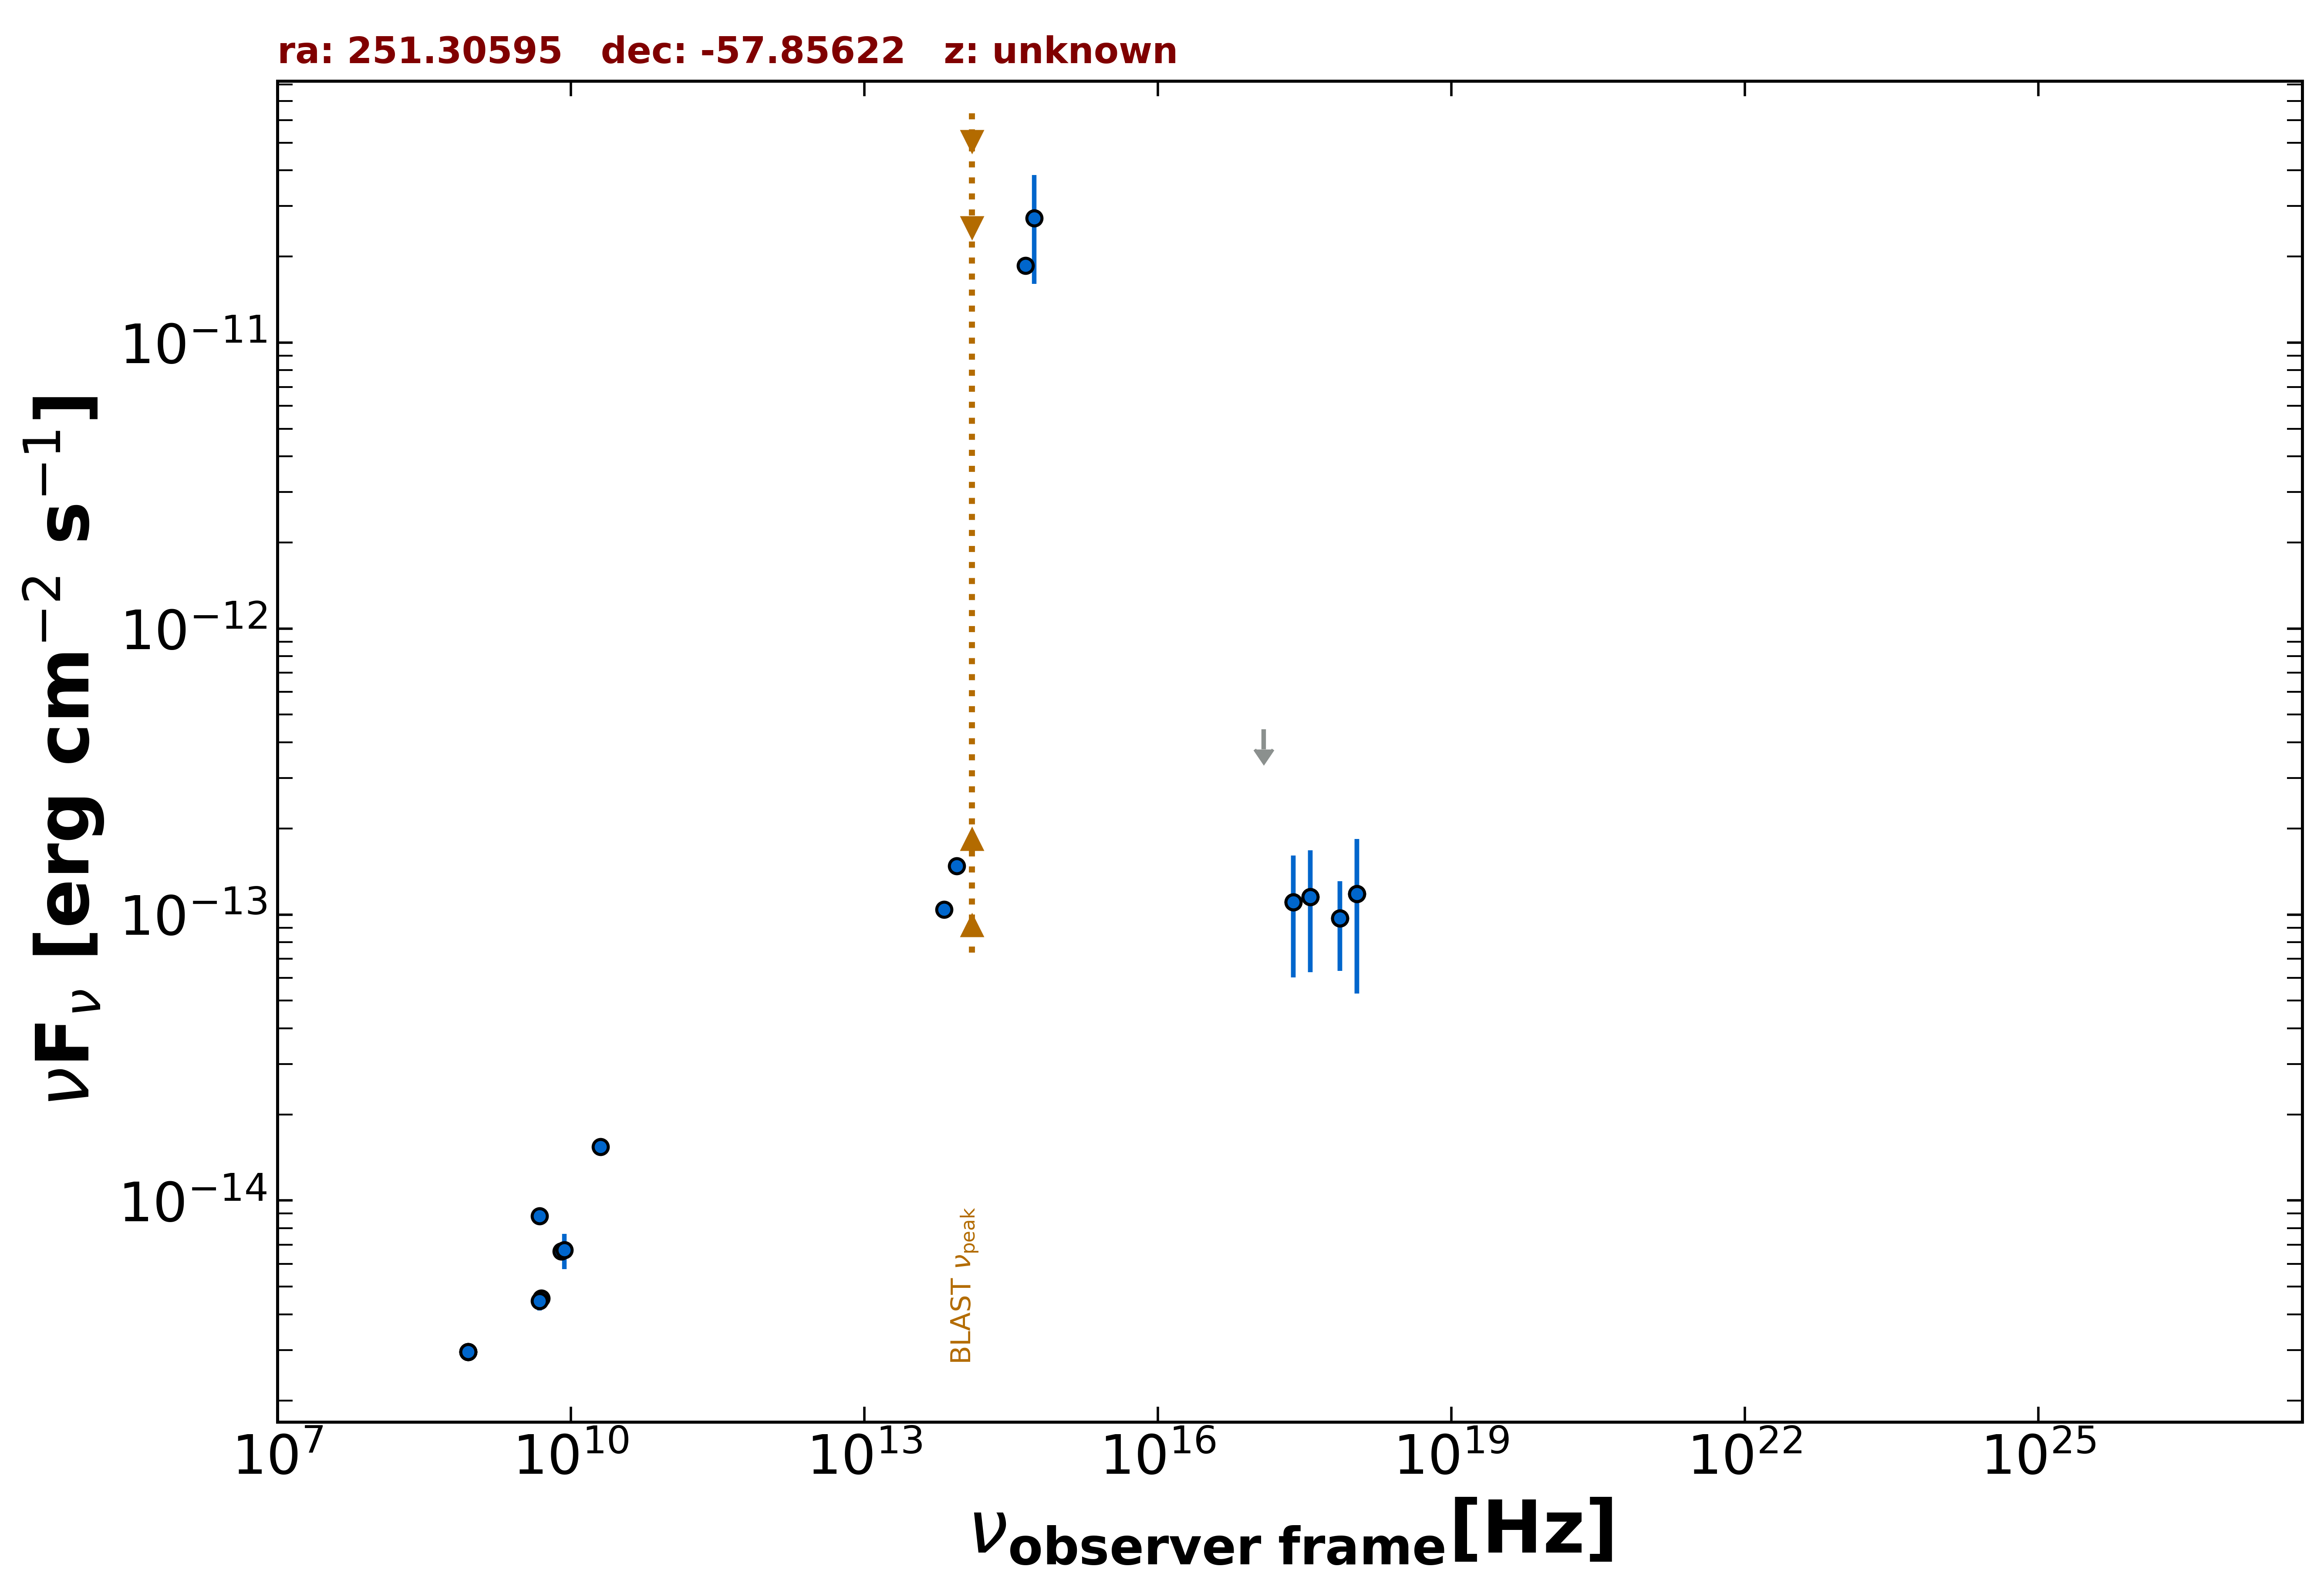 ra: 251.30595   dec: -57.85622   z: unknown
νFν [erg cm⁻² s⁻¹]
10⁻¹¹
10⁻¹²
10⁻¹³
10⁻¹⁴
BLAST νpeak
10⁷ 10¹⁰ 10¹³ 10¹⁶ 10¹⁹ 10²² 10²⁵
νobserver frame[Hz]